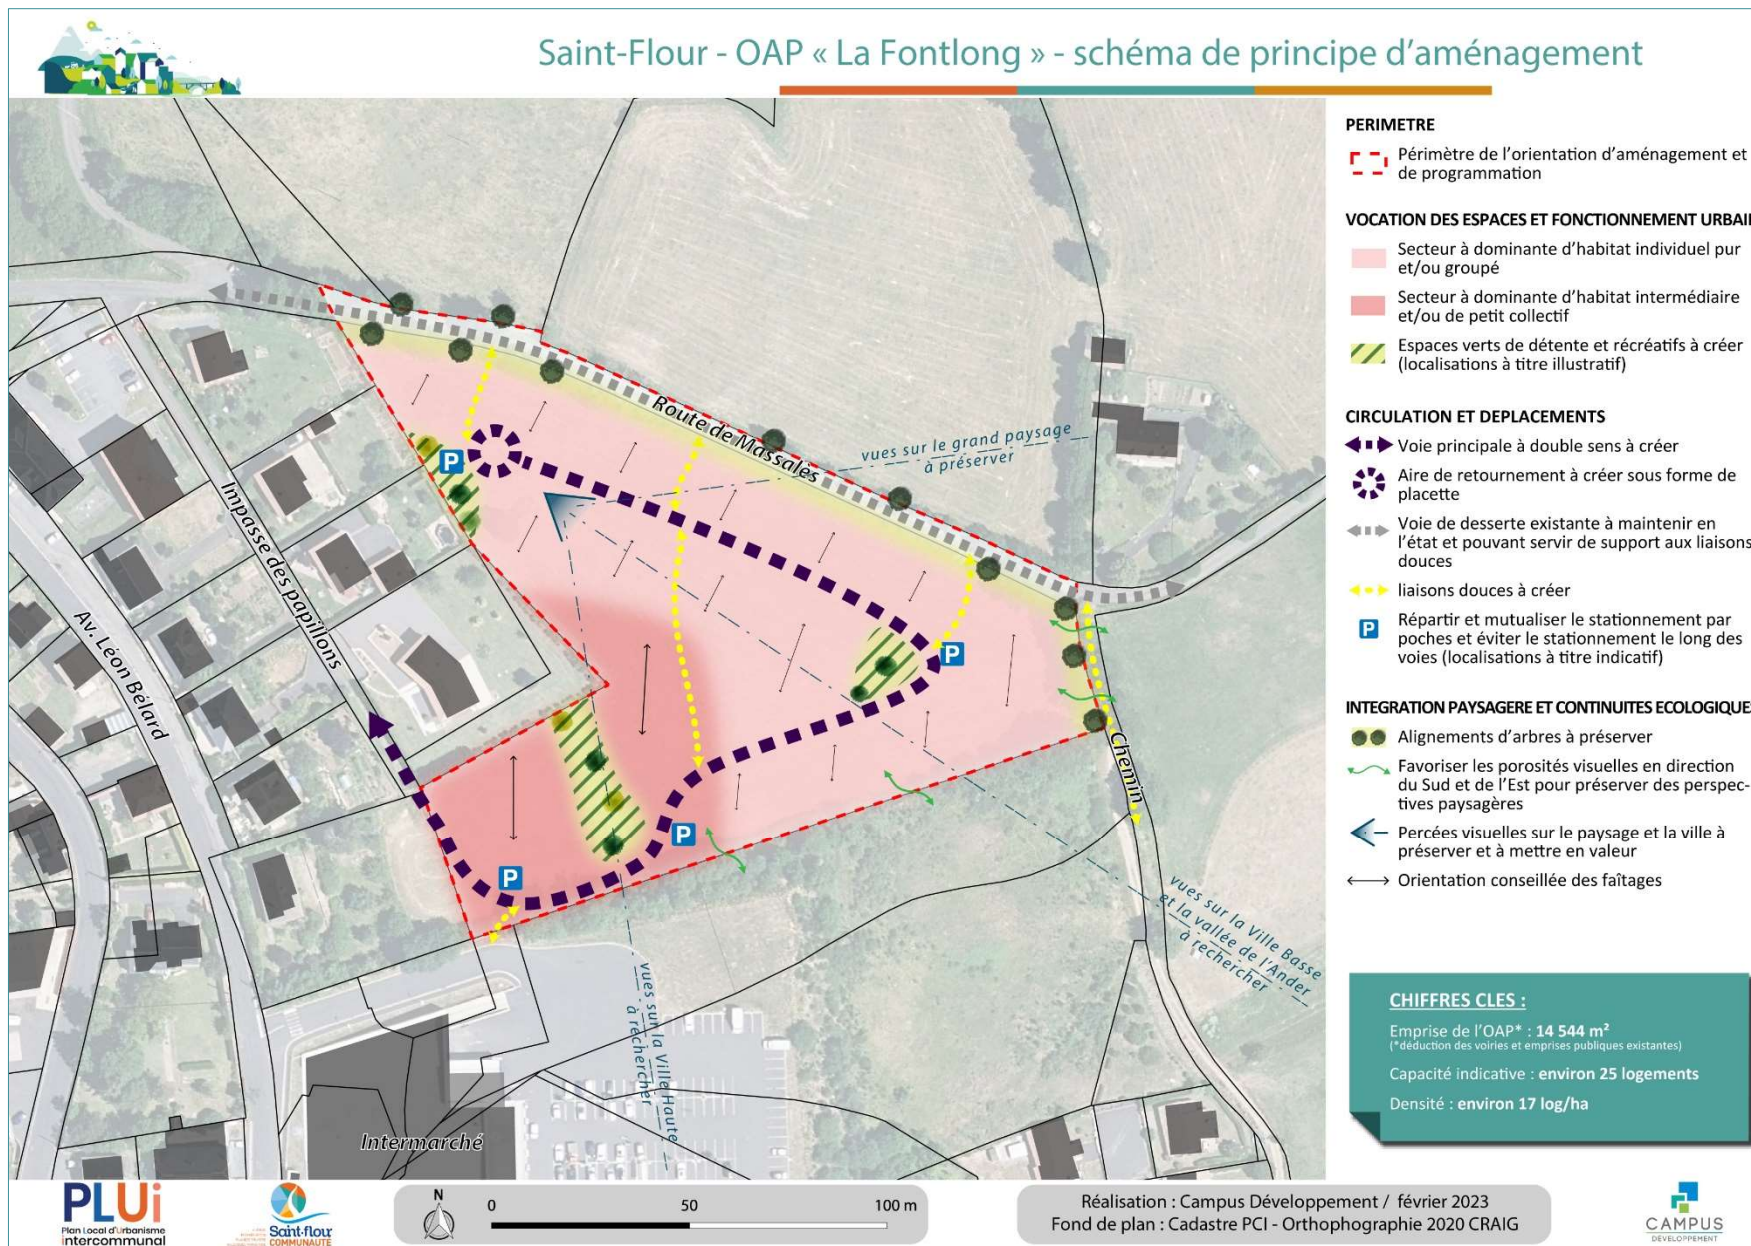 Saint-Flour - OAP « La Fontlong » - schéma de principe d'aménagement
PERIMETRE
Périmètre de l'orientation d'aménagement et
de programmation
VOCATION DES ESPACES ET FONCTIONNEMENT URBAI
Secteur à dominante d'habitat individuel pur
et/ou groupé
Secteur à dominante d'habitat intermédiaire
et/ou de petit collectif
Espaces verts de détente et récréatifs à créer
(localisations à titre illustratif)
CIRCULATION ET DEPLACEMENTS
Voie principale à double sens à créer
Aire de retournement à créer sous forme de
placette
Voie de desserte existante à maintenir en
l'état et pouvant servir de support aux liaisons
douces
liaisons douces à créer
P
Répartir et mutualiser le stationnement par
poches et éviter le stationnement le long des
voies (localisations à titre indicatif)
INTEGRATION PAYSAGERE ET CONTINUITES ECOLOGIQUES
Alignements d'arbres à préserver
Favoriser les porosités visuelles en direction
du Sud et de l'Est pour préserver des perspec-
tives paysagères
Percées visuelles sur le paysage et la ville à
préserver et à mettre en valeur
Orientation conseillée des faîtages
CHIFFRES CLES :
Emprise de l'OAP* : 14 544 m²
(*déduction des voiries et emprises publiques existantes)
Capacité indicative : environ 25 logements
Densité : environ 17 log/ha
Route de Massalès
vues sur le grand paysage
à préserver
Impasse des papillons
Av. Léon Bélard
Chemin
P
P
P
P
vues sur la Ville Basse
et la vallée de l'Ander
à rechercher
vues sur la Ville Haute
à rechercher
Intermarché
PLUi
Plan Local d'Urbanisme
intercommunal
Saint-flour
COMMUNAUTÉ
N
0 50 100 m
Réalisation : Campus Développement / février 2023
Fond de plan : Cadastre PCI - Orthophographie 2020 CRAIG
CAMPUS
DÉVELOPPEMENT